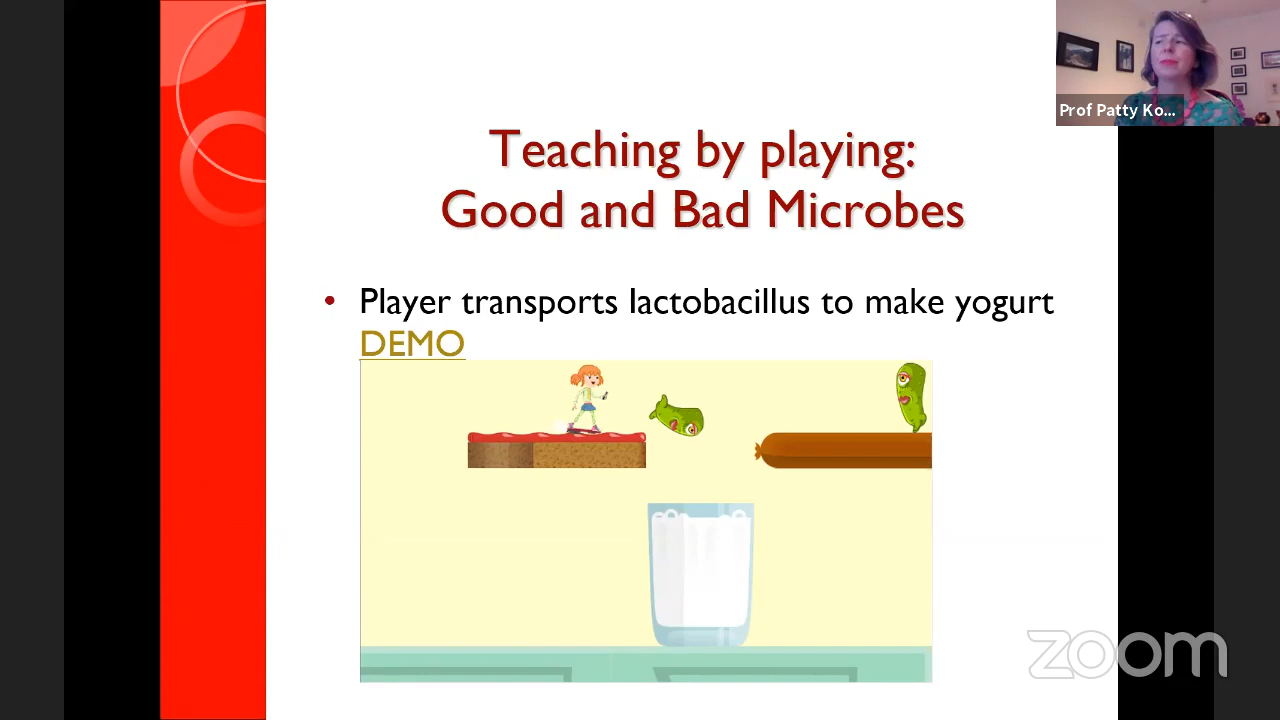 Prof Patty Ko...
Teaching by playing:
Good and Bad Microbes
• Player transports lactobacillus to make yogurt
DEMO
zoom